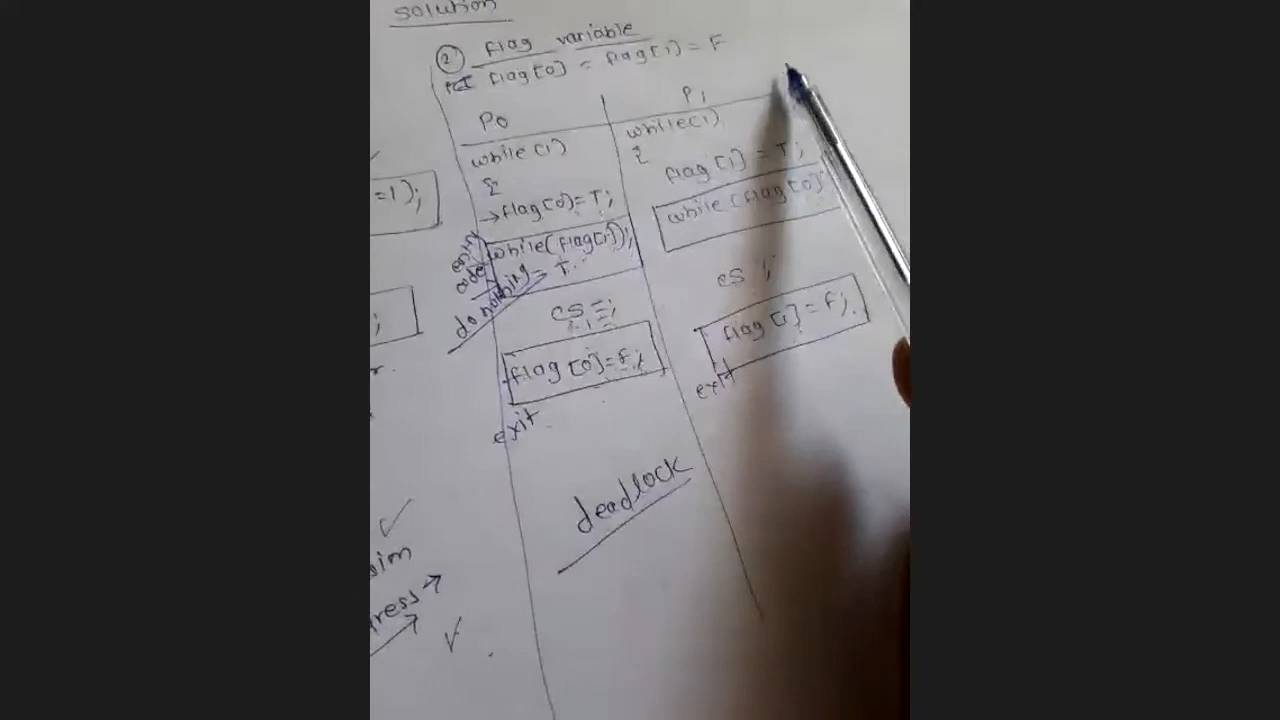 solution
② flag variable
flag[0] = flag[1] = F
P0
while(1)
{
→flag[0)=T;
while(flag[1]);
entry
code
= T.
do nothing
cs =;
flag[0]=F;
exit.
P1
while(1)
{
flag[1] = T;
while(flag[0]
cs ;
flag[1] = F;
exit
deadlock
=1);
;
r.
✓
→
→
✓